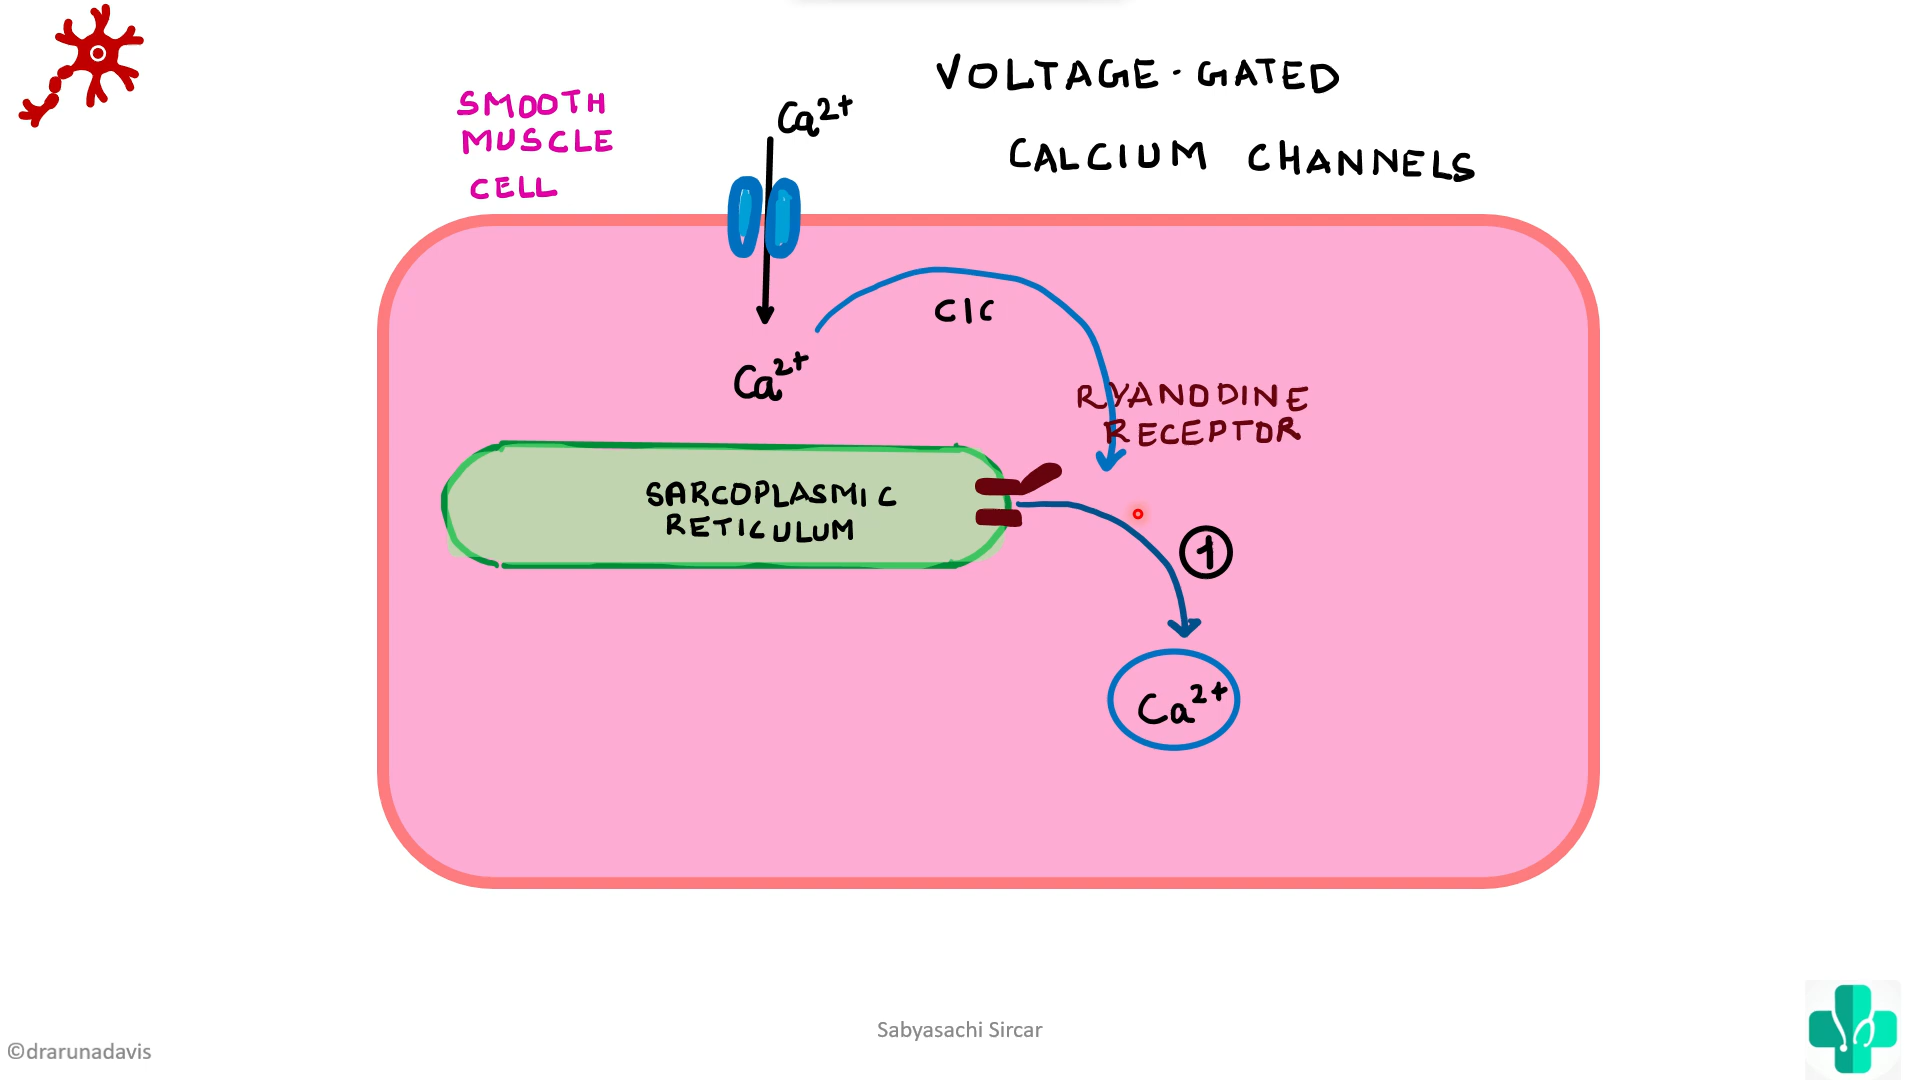 VOLTAGE-GATED
CALCIUM CHANNELS
SMOOTH
MUSCLE
CELL
Ca2+
CIC
Ca2+
RYANODINE
RECEPTOR
SARCOPLASMIC
RETICULUM
1
Ca2+
Sabyasachi Sircar
©drarunadavis